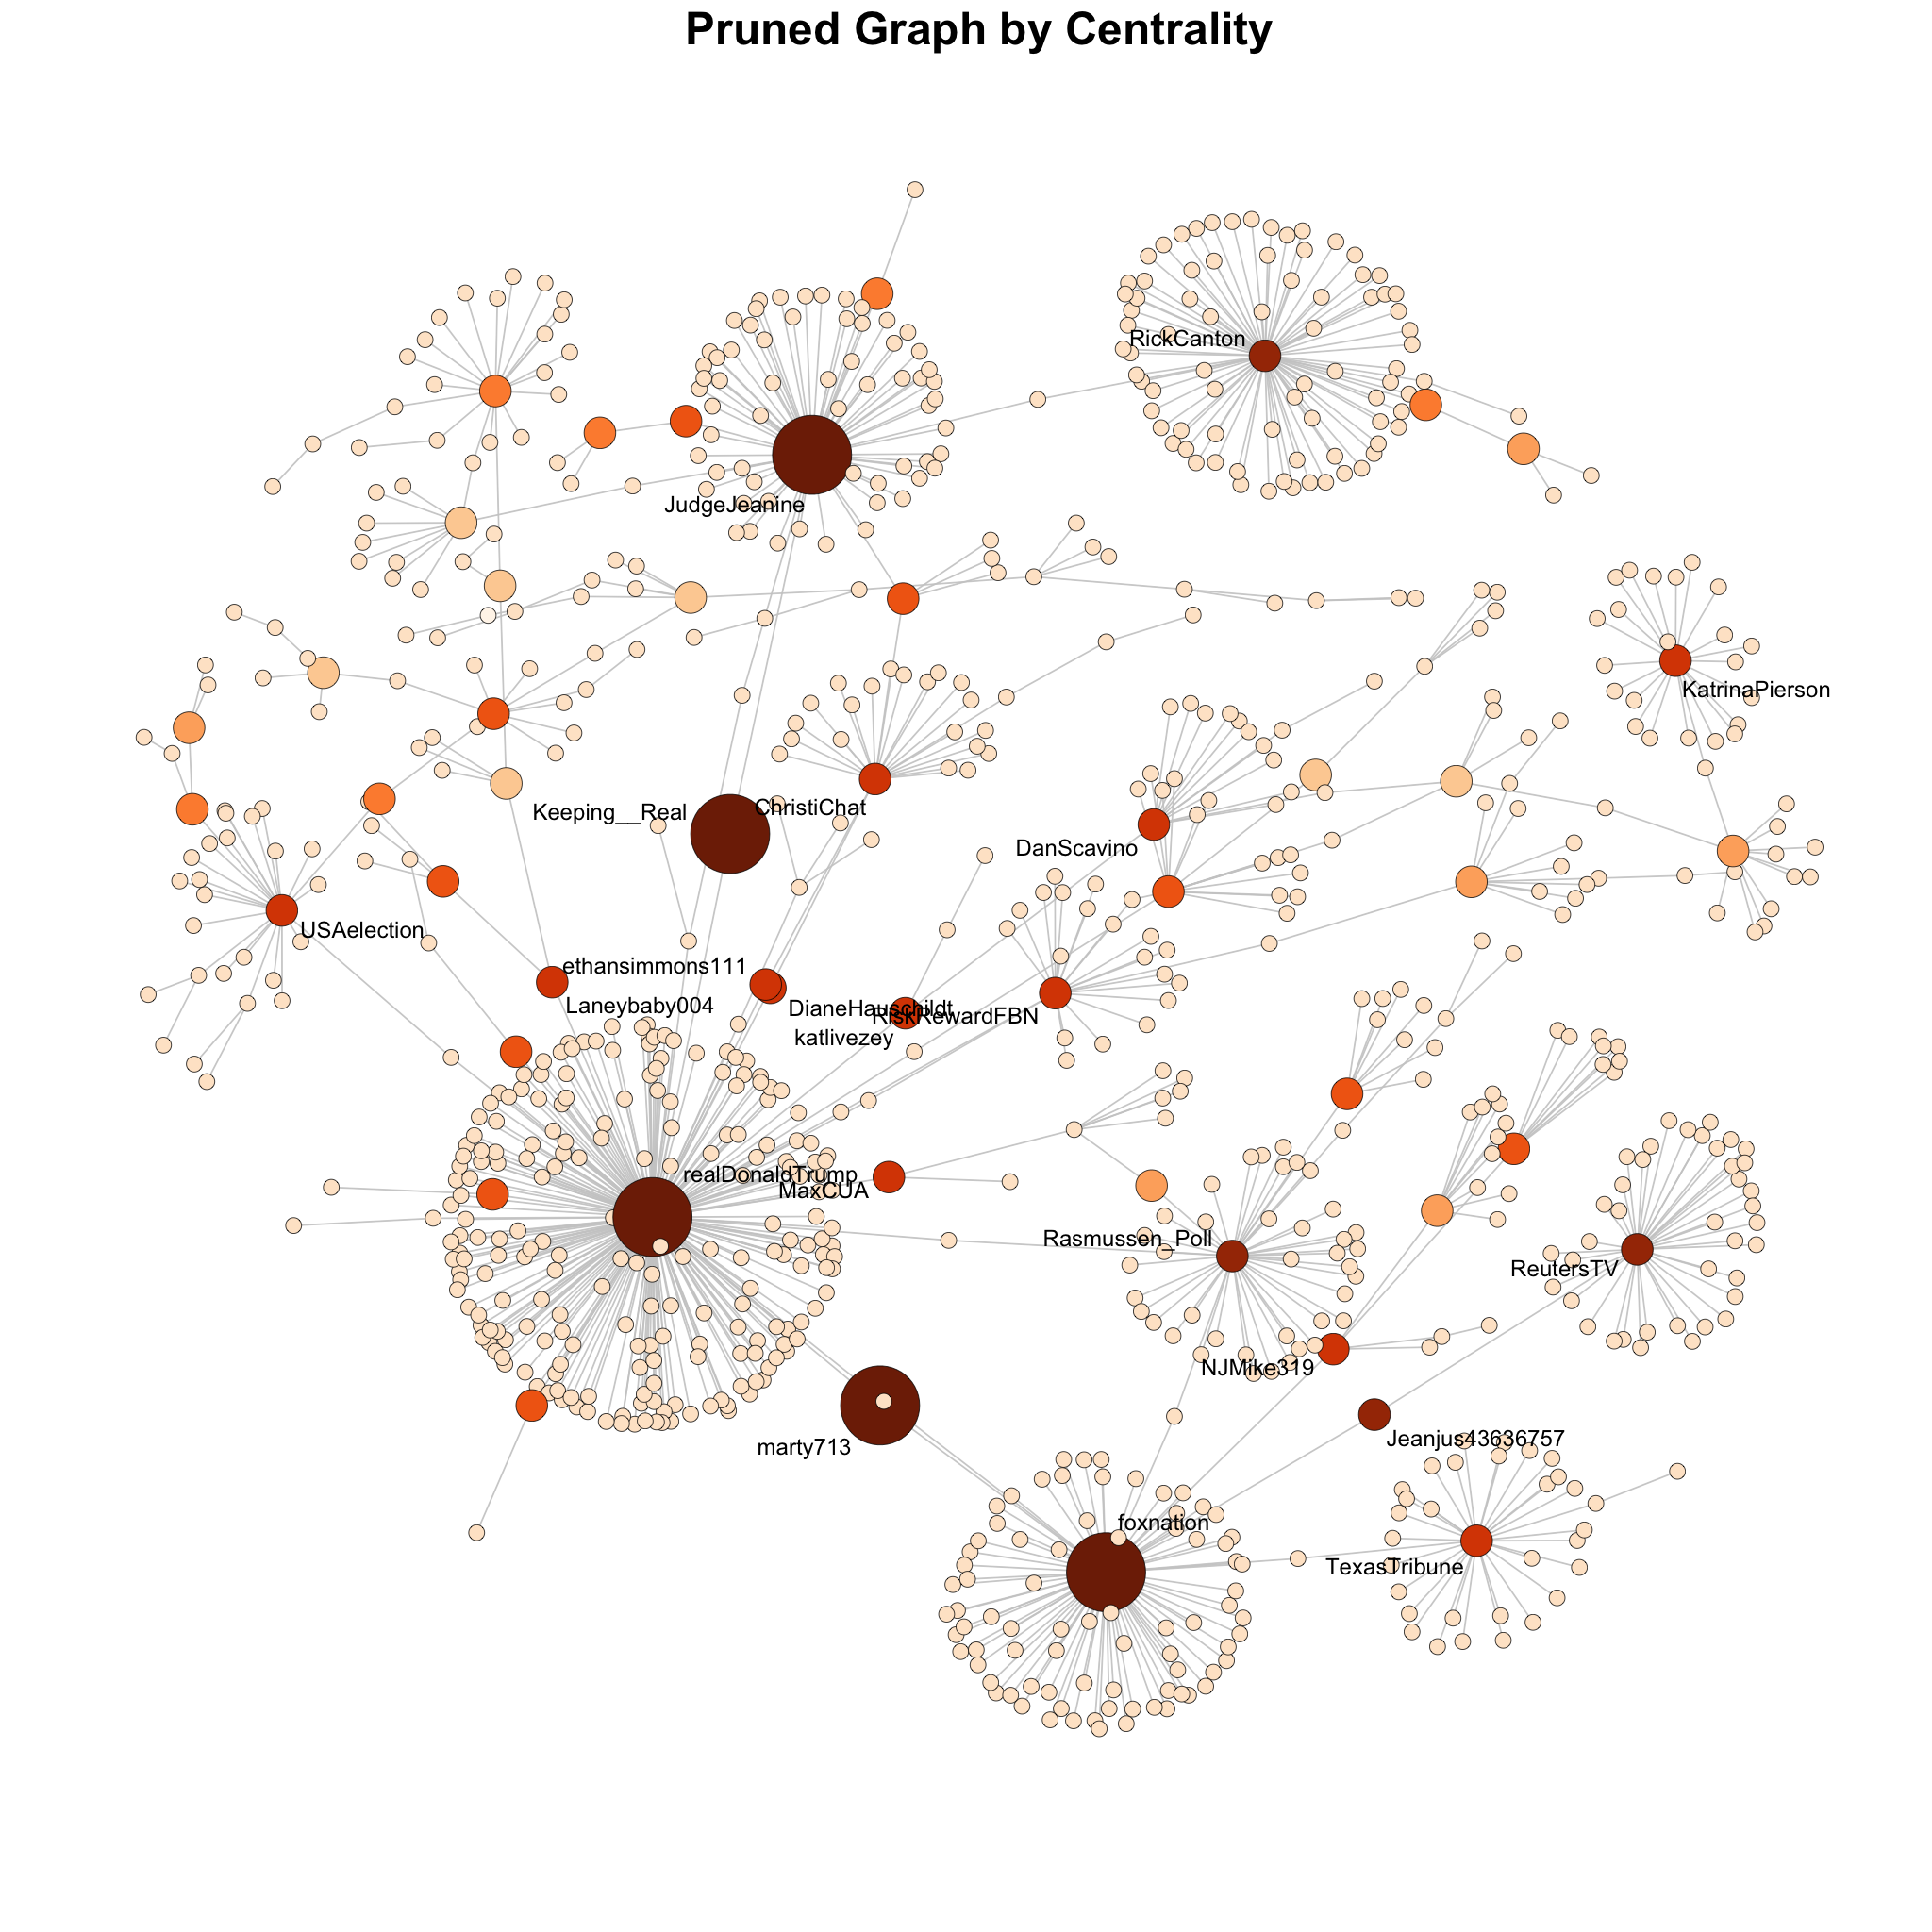 Pruned Graph by Centrality
RickCanton
JudgeJeanine
KatrinaPierson
Keeping__Real
ChristiChat
DanScavino
USAelection
ethansimmons111
Laneybaby004
DianeHauschildt
RiskRewardFBN
katlivezey
realDonaldTrump
MaxCUA
Rasmussen_Poll
ReutersTV
NJMike319
marty713
Jeanjus43636757
foxnation
TexasTribune